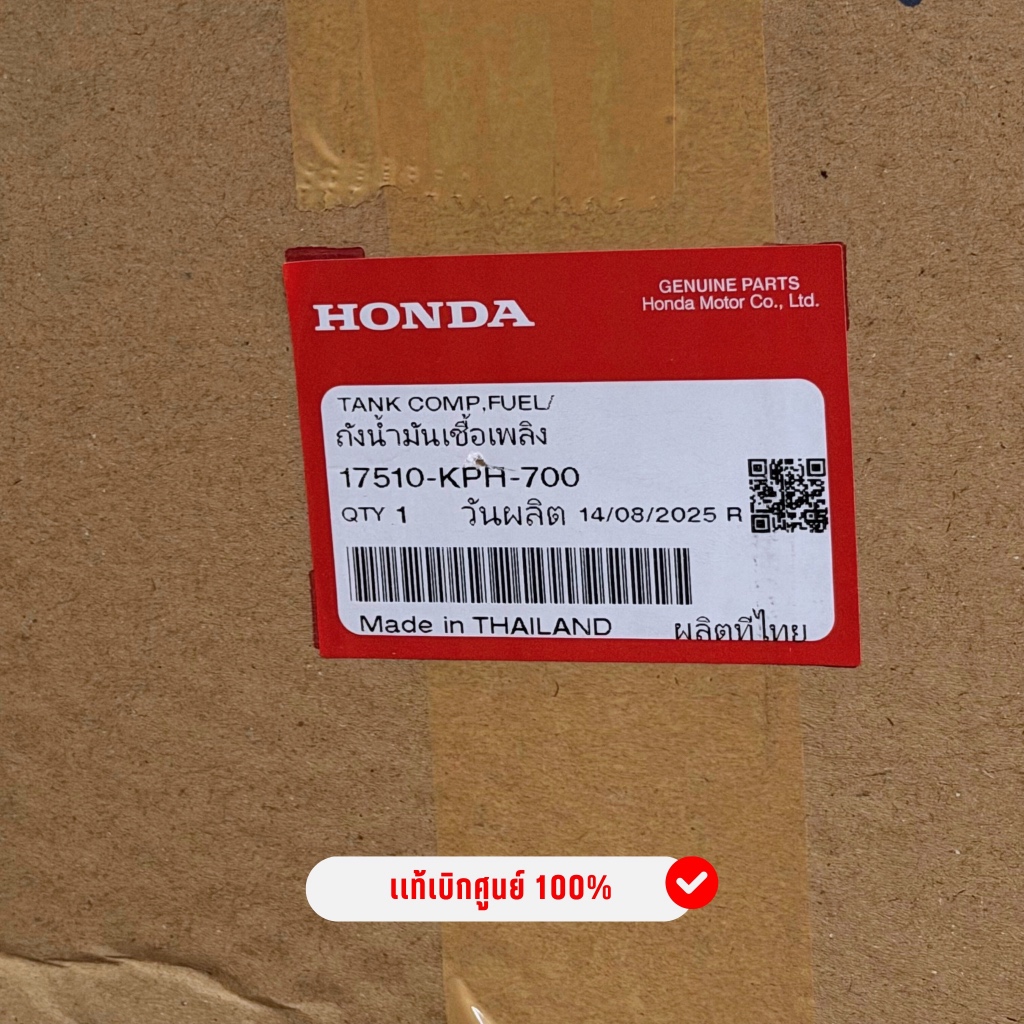 HONDA
GENUINE PARTS
Honda Motor Co., Ltd.
TANK COMP,FUEL/
ถังน้ำมันเชื้อเพลิง
17510-KPH-700
QTY 1 วันผลิต 14/08/2025 R
Made in THAILAND ผลิตที่ไทย
แท้เบิกศูนย์ 100%